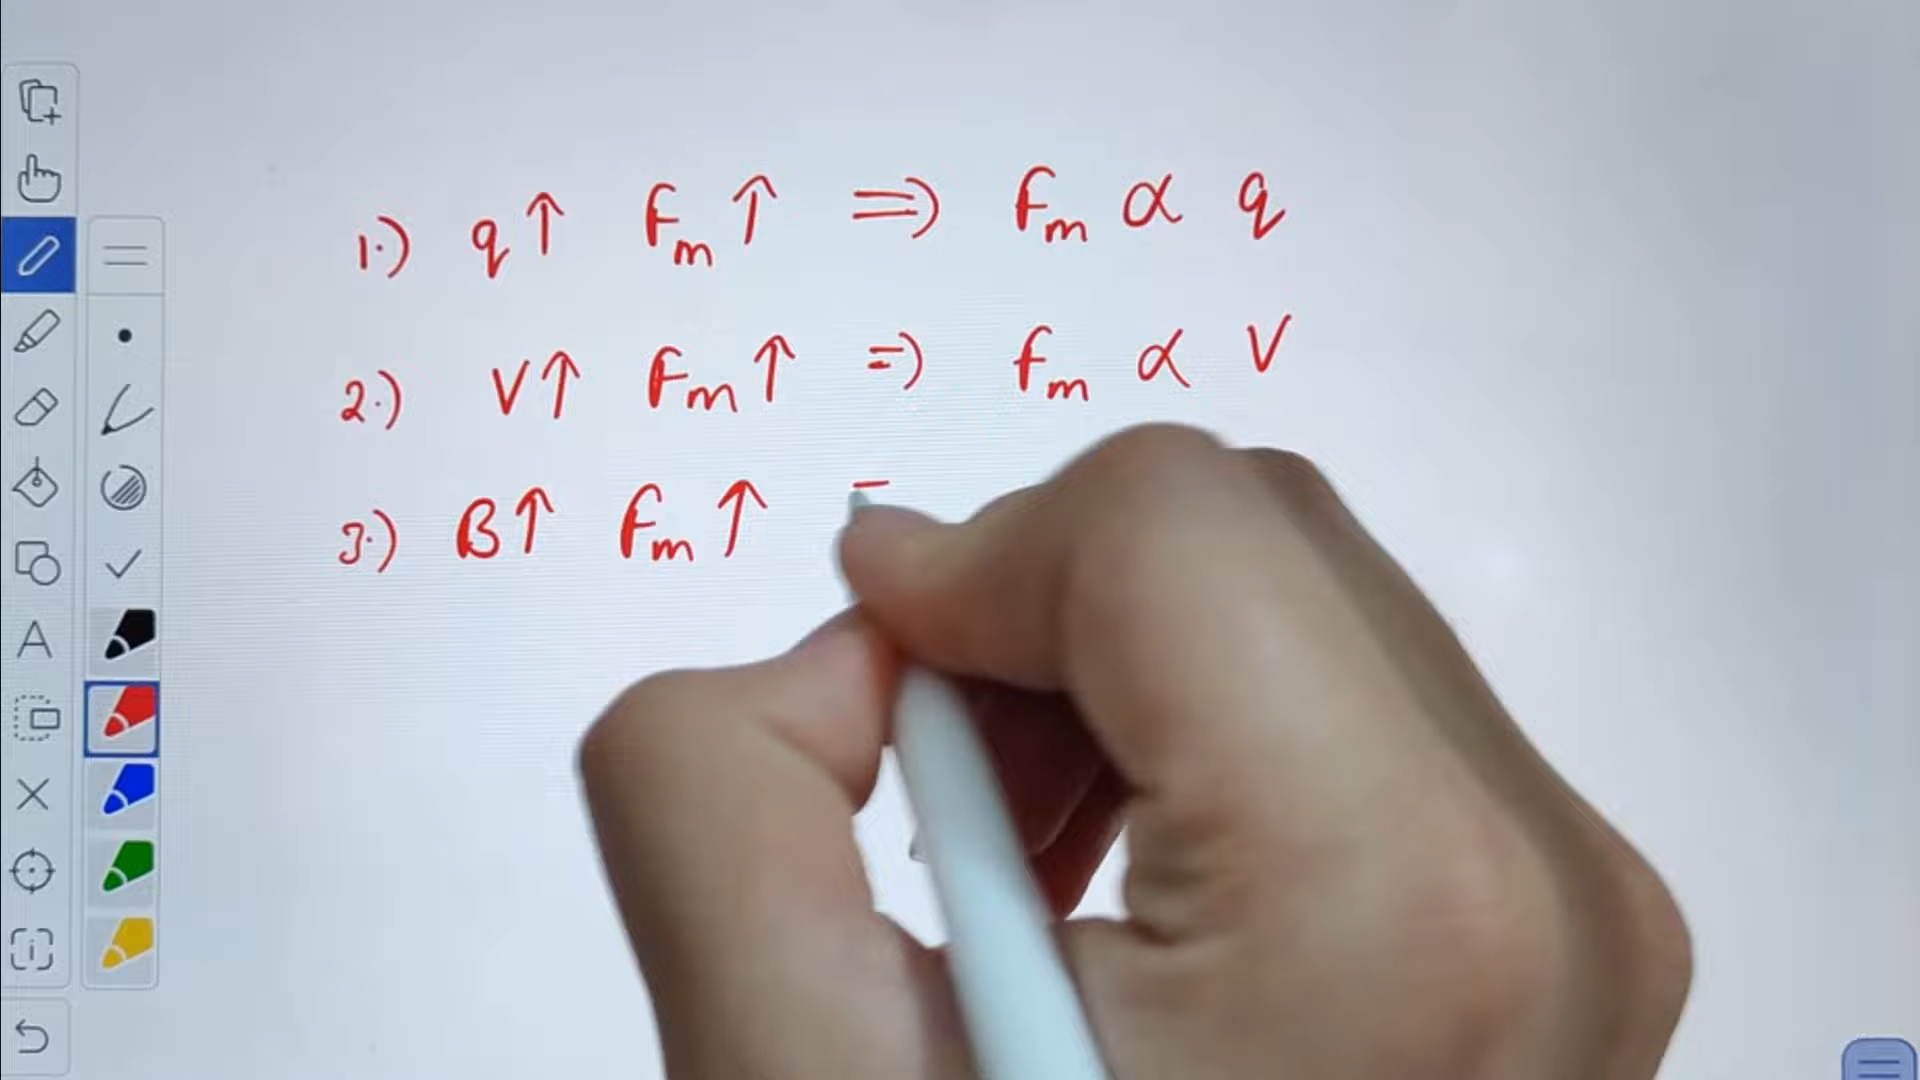 1.) q↑ Fm↑ => Fm ∝ q
2.) V↑ Fm↑ => Fm ∝ V
3.) B↑ Fm↑ -
A